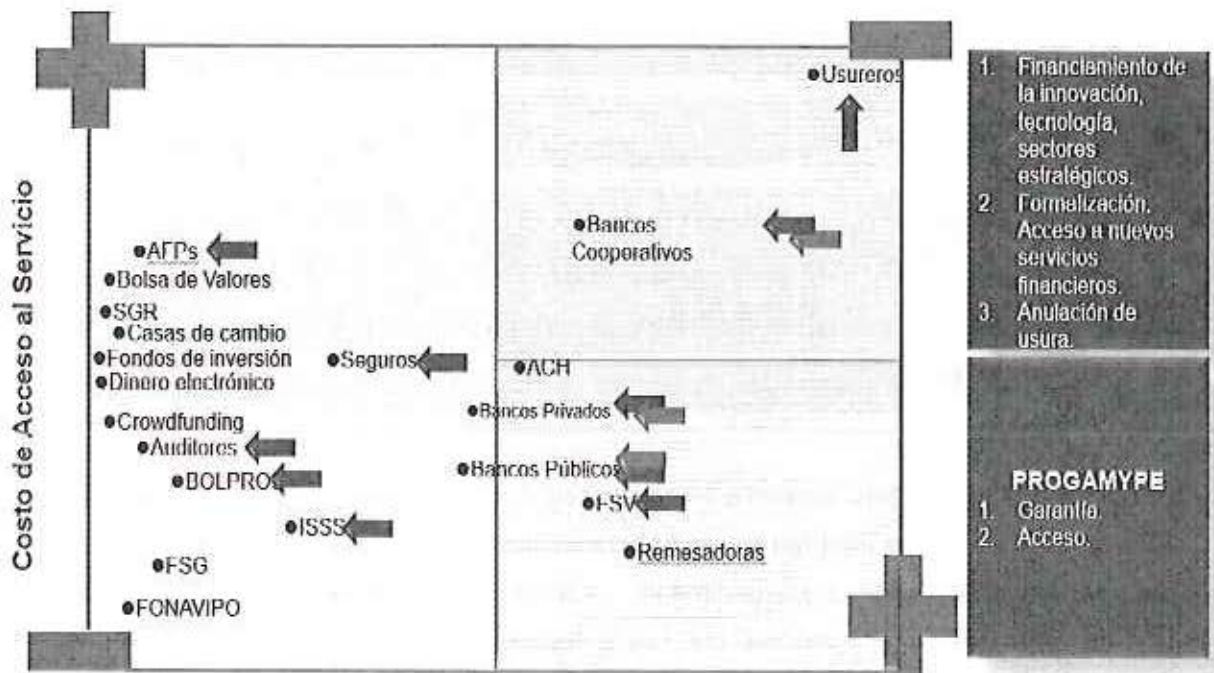 Costo de Acceso al Servicio
Usureros
Bancos
Cooperativos
AFPs
Bolsa de Valores
SGR
Casas de cambio
Fondos de inversión
Dinero electrónico
Seguros
ACH
Crowdfunding
Bancos Privados
Auditores
BOLPRO
Bancos Públicos
FSV
ISSS
Remesadoras
FSG
FONAVIPO
1. Financiamiento de
la innovación,
tecnología,
sectores
estratégicos.
2. Formalización.
Acceso a nuevos
servicios
financieros.
3. Anulación de
usura.
PROGAMYPE
1. Garantía.
2. Acceso.